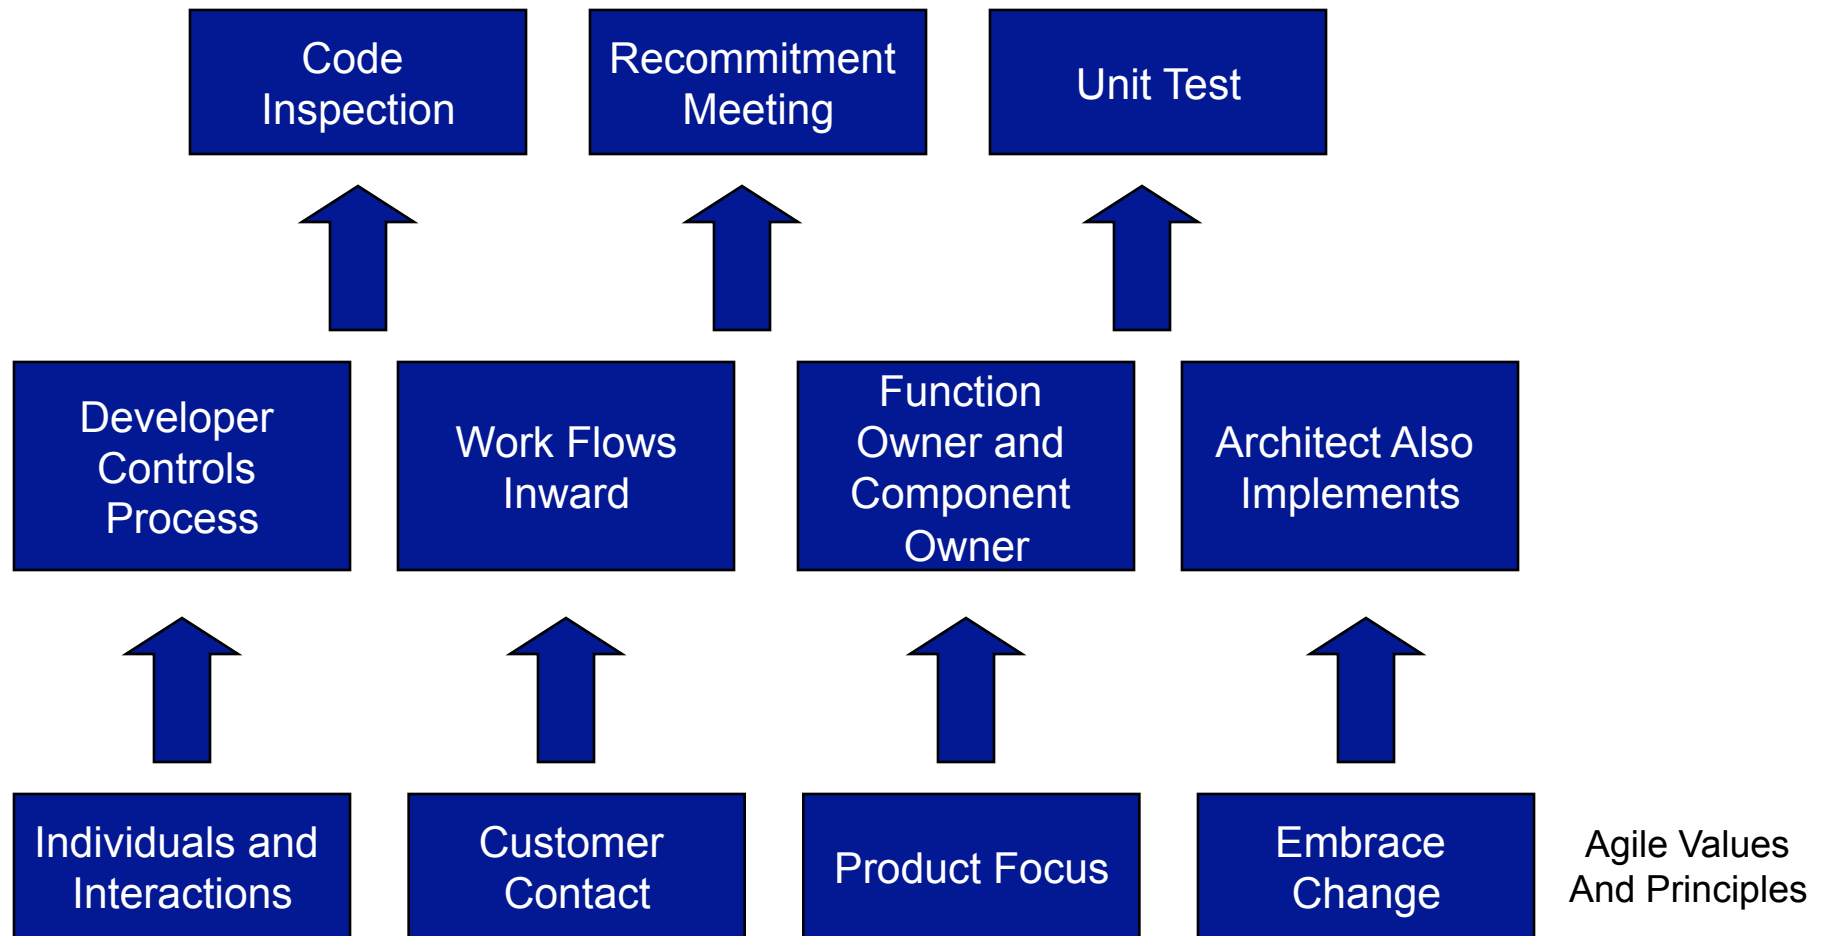 Code
Inspection
Recommitment
Meeting
Unit Test
Developer
Controls
Process
Work Flows
Inward
Function
Owner and
Component
Owner
Architect Also
Implements
Individuals and
Interactions
Customer
Contact
Product Focus
Embrace
Change
Agile Values
And Principles